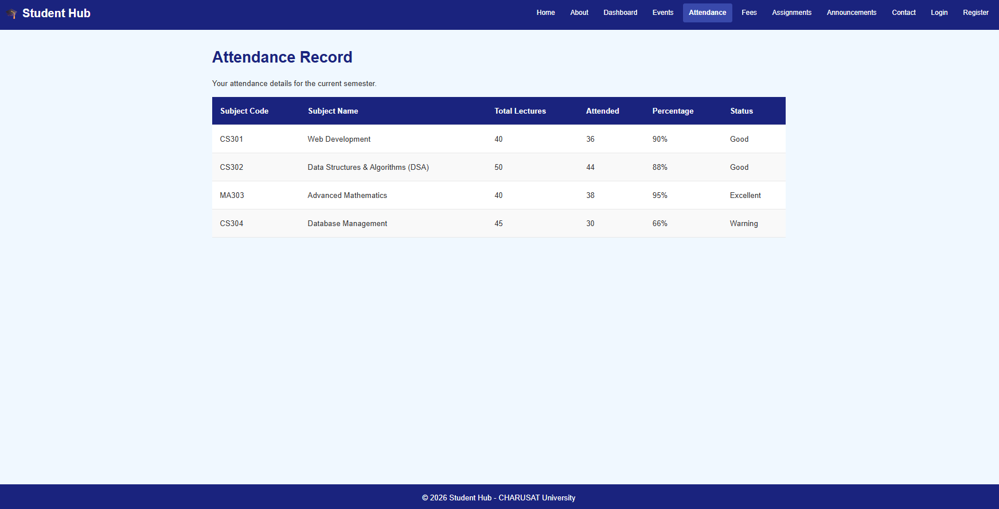 Student Hub
Home About Dashboard Events Attendance Fees Assignments Announcements Contact Login Register
Attendance Record
Your attendance details for the current semester.
Subject Code Subject Name Total Lectures Attended Percentage Status
CS301 Web Development 40 36 90% Good
CS302 Data Structures & Algorithms (DSA) 50 44 88% Good
MA303 Advanced Mathematics 40 38 95% Excellent
CS304 Database Management 45 30 66% Warning
© 2026 Student Hub - CHARUSAT University